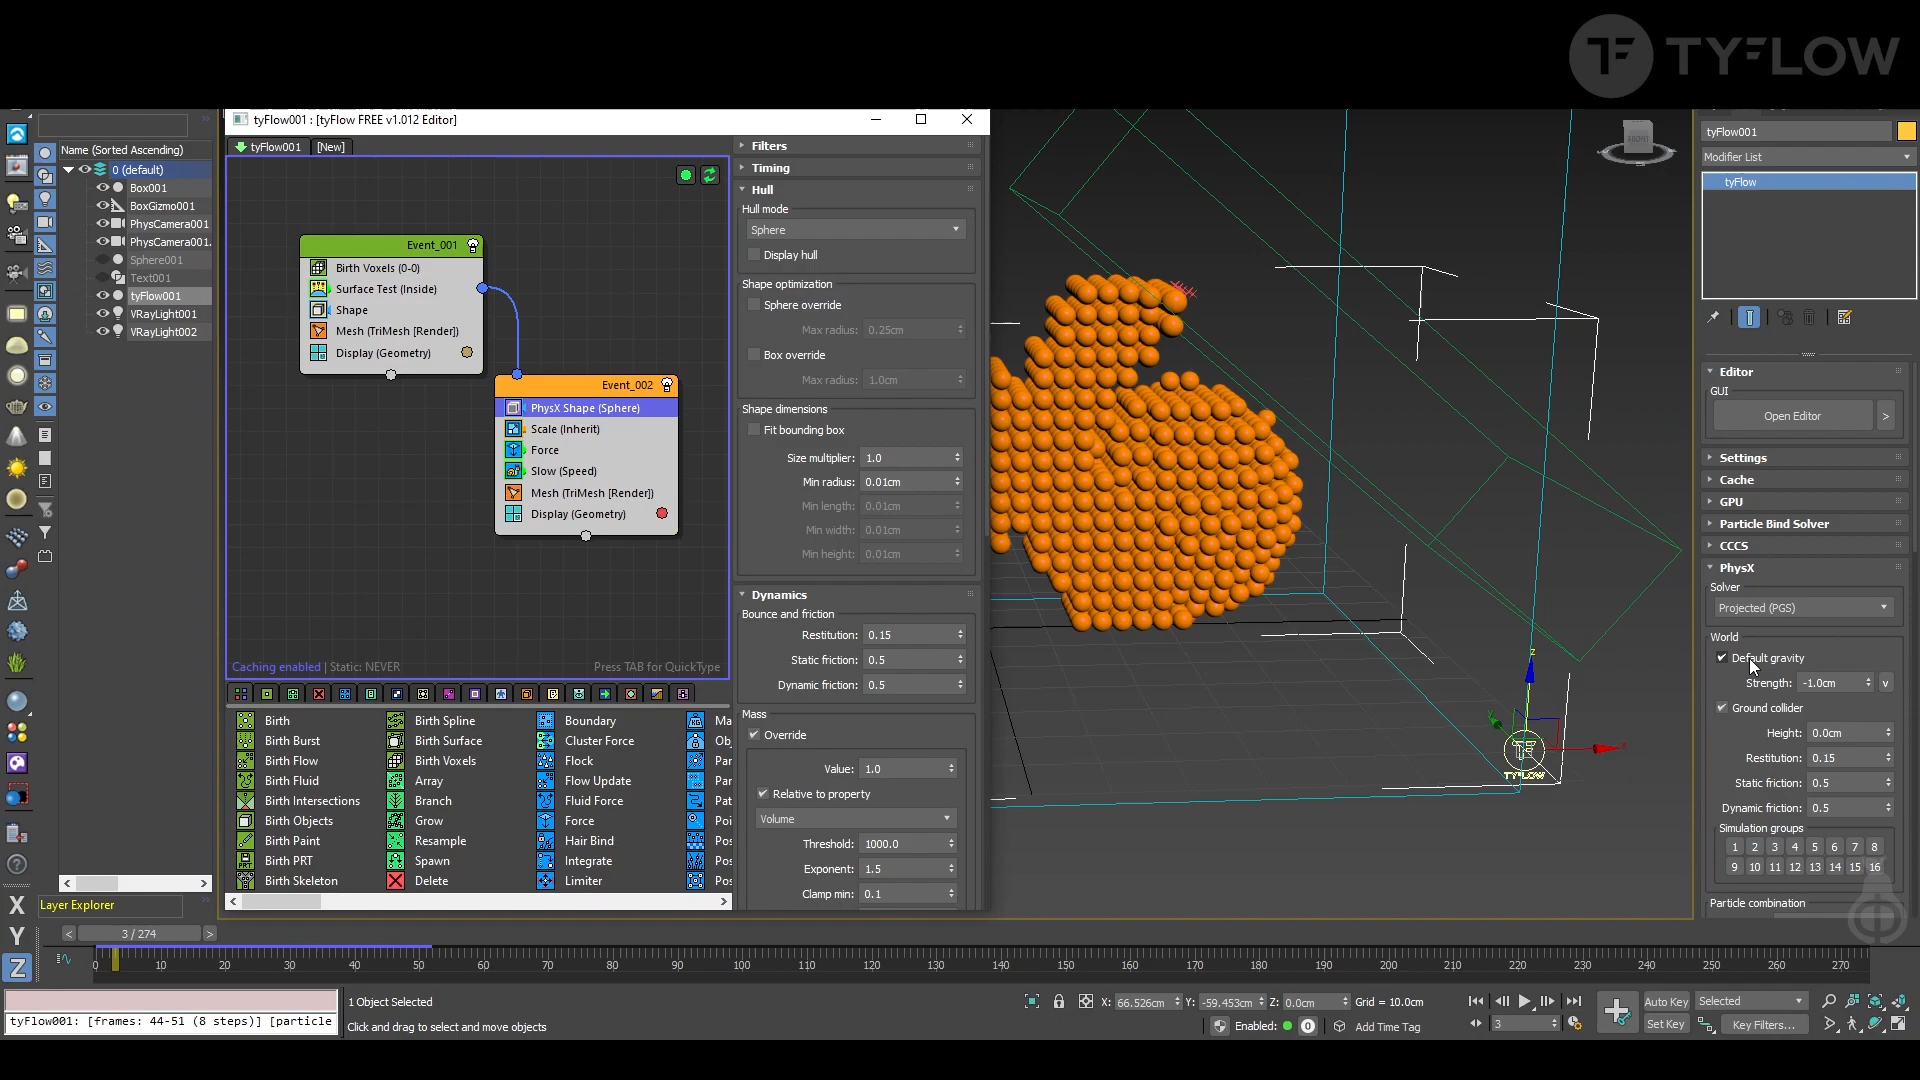 TYFLOW
tyFlow001 : [tyFlow FREE v1.012 Editor]
tyFlow001
[New]
Name (Sorted Ascending)
0 (default)
Box001
BoxGizmo001
PhysCamera001
PhysCamera001.
Sphere001
Text001
tyFlow001
VRayLight001
VRayLight002
Layer Explorer
Event_001
Birth Voxels (0-0)
Surface Test (Inside)
Shape
Mesh (TriMesh [Render])
Display (Geometry)
Event_002
PhysX Shape (Sphere)
Scale (Inherit)
Force
Slow (Speed)
Mesh (TriMesh [Render])
Display (Geometry)
Caching enabled | Static: NEVER
Press TAB for QuickType
Birth
Birth Burst
Birth Flow
Birth Fluid
Birth Intersections
Birth Objects
Birth Paint
Birth PRT
Birth Skeleton
Birth Spline
Birth Surface
Birth Voxels
Array
Branch
Grow
Resample
Spawn
Delete
Boundary
Cluster Force
Flock
Flow Update
Fluid Force
Force
Hair Bind
Integrate
Limiter
Ma
Obj
Par
Par
Pat
Poi
Pos
Pos
Pos
Filters
Timing
Hull
Hull mode
Sphere
Display hull
Shape optimization
Sphere override
Max radius: 0.25cm
Box override
Max radius: 1.0cm
Shape dimensions
Fit bounding box
Size multiplier: 1.0
Min radius: 0.01cm
Min length: 0.01cm
Min width: 0.01cm
Min height: 0.01cm
Dynamics
Bounce and friction
Restitution: 0.15
Static friction: 0.5
Dynamic friction: 0.5
Mass
Override
Value: 1.0
Relative to property
Volume
Threshold: 1000.0
Exponent: 1.5
Clamp min: 0.1
FRONT
z
x
TYFLOW
tyFlow001
Modifier List
tyFlow
Editor
GUI
Open Editor >
Settings
Cache
GPU
Particle Bind Solver
CCCS
PhysX
Solver
Projected (PGS)
World
Default gravity
Strength: -1.0cm v
Ground collider
Height: 0.0cm
Restitution: 0.15
Static friction: 0.5
Dynamic friction: 0.5
Simulation groups
1 2 3 4 5 6 7 8
9 10 11 12 13 14 15 16
Particle combination
X
Y
Z
< 3 / 274 >
0 10 20 30 40 50 60 70 80 90 100 110 120 130 140 150 160 170 180 190 200 210 220 230 240 250 260 270
tyFlow001: [frames: 44-51 (8 steps)] [particle
1 Object Selected
Click and drag to select and move objects
X: 66.526cm Y: -59.453cm Z: 0.0cm Grid = 10.0cm
Enabled: 0 Add Time Tag
3
Auto Key Selected
Set Key Key Filters...